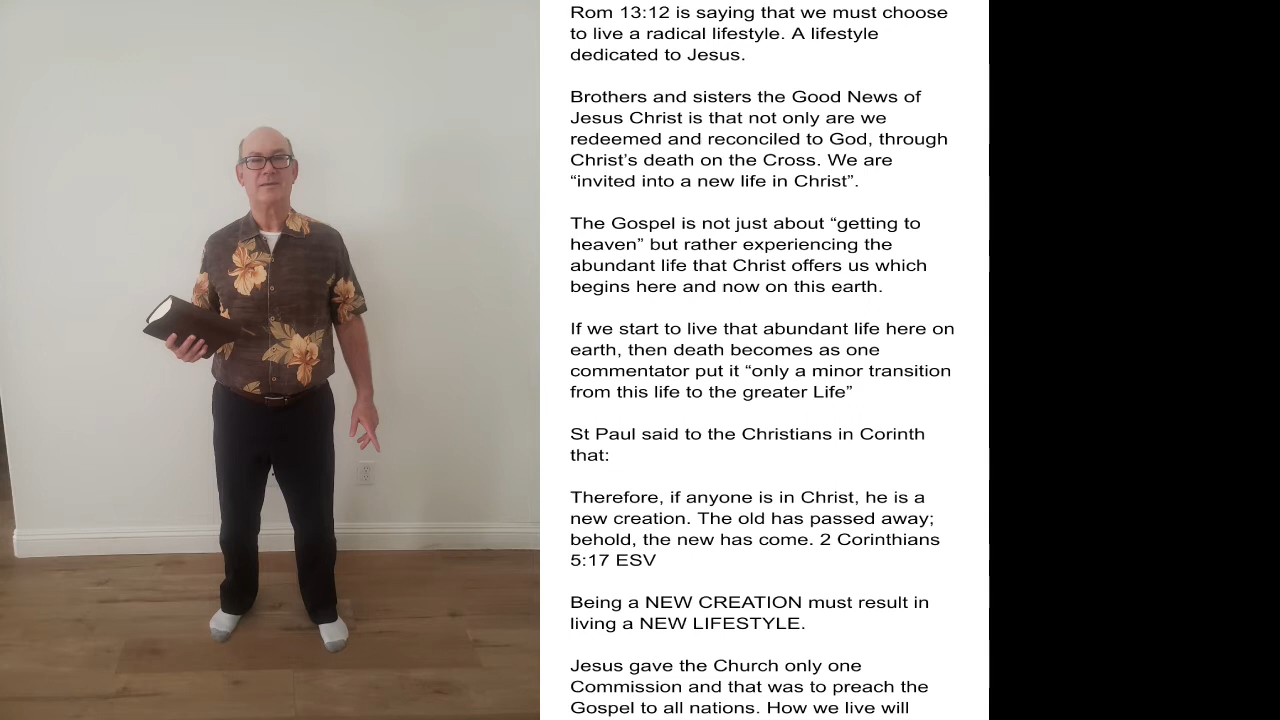 Rom 13:12 is saying that we must choose
to live a radical lifestyle. A lifestyle
dedicated to Jesus.
Brothers and sisters the Good News of
Jesus Christ is that not only are we
redeemed and reconciled to God, through
Christ’s death on the Cross. We are
“invited into a new life in Christ”.
The Gospel is not just about “getting to
heaven” but rather experiencing the
abundant life that Christ offers us which
begins here and now on this earth.
If we start to live that abundant life here on
earth, then death becomes as one
commentator put it “only a minor transition
from this life to the greater Life”
St Paul said to the Christians in Corinth
that:
Therefore, if anyone is in Christ, he is a
new creation. The old has passed away;
behold, the new has come. 2 Corinthians
5:17 ESV
Being a NEW CREATION must result in
living a NEW LIFESTYLE.
Jesus gave the Church only one
Commission and that was to preach the
Gospel to all nations. How we live will